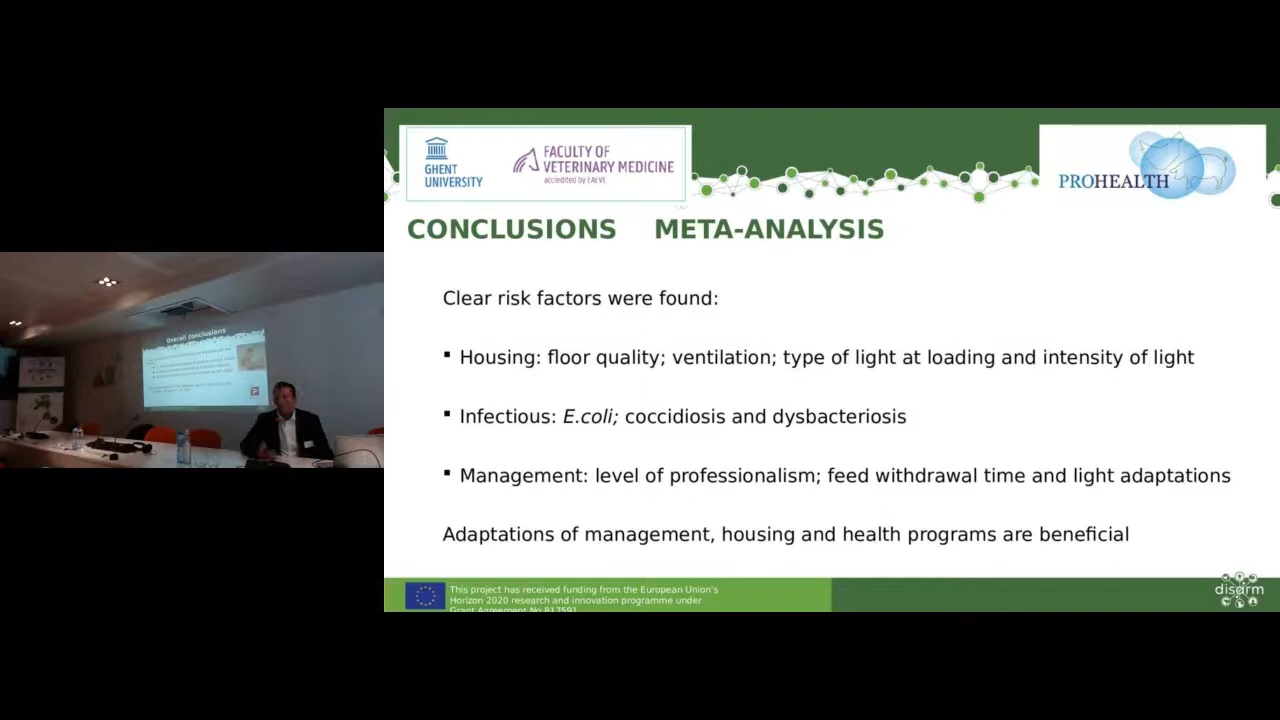 GHENT
UNIVERSITY
FACULTY OF
VETERINARY MEDICINE
accredited by EAEVE
PROHEALTH
CONCLUSIONS META-ANALYSIS
Clear risk factors were found:
▪ Housing: floor quality; ventilation; type of light at loading and intensity of light
▪ Infectious: E.coli; coccidiosis and dysbacteriosis
▪ Management: level of professionalism; feed withdrawal time and light adaptations
Adaptations of management, housing and health programs are beneficial
This project has received funding from the European Union's
Horizon 2020 research and innovation programme under
Grant Agreement No 817591
disarm
Overall conclusions